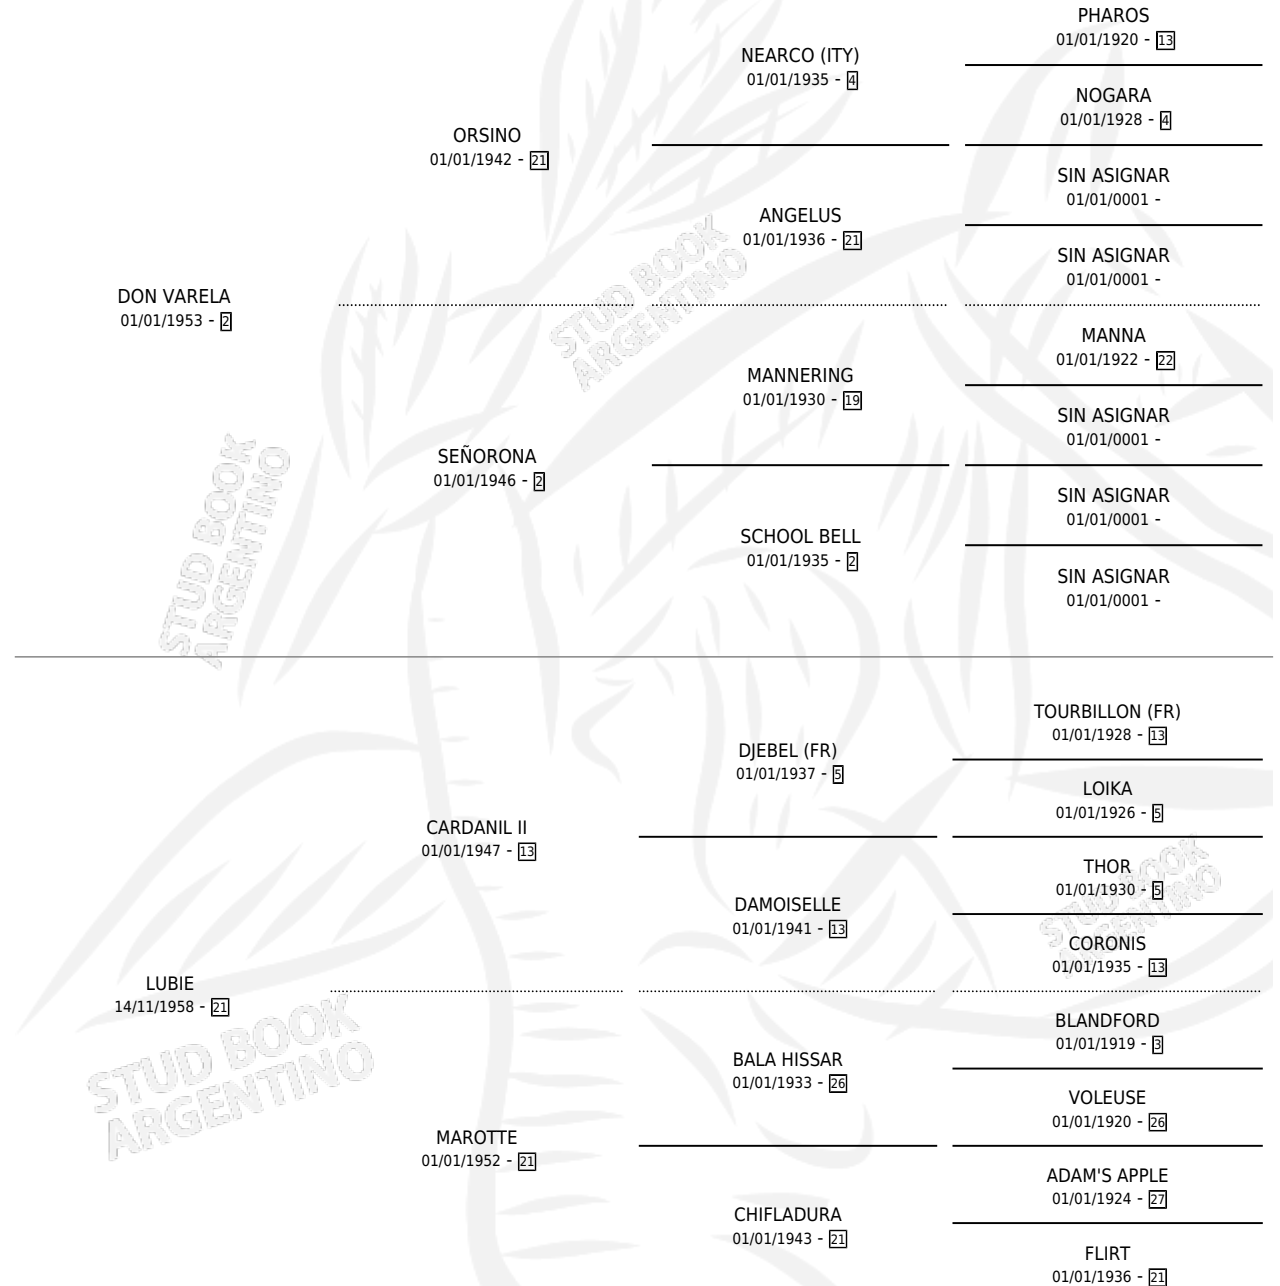 PHAROS
01/01/1920 - 13
NEARCO (ITY)
01/01/1935 - 4
NOGARA
01/01/1928 - 4
ORSINO
01/01/1942 - 21
SIN ASIGNAR
01/01/0001 -
ANGELUS
01/01/1936 - 21
SIN ASIGNAR
01/01/0001 -
DON VARELA
01/01/1953 - 2
MANNA
01/01/1922 - 22
MANNERING
01/01/1930 - 19
SIN ASIGNAR
01/01/0001 -
SEÑORONA
01/01/1946 - 2
SIN ASIGNAR
01/01/0001 -
SCHOOL BELL
01/01/1935 - 2
SIN ASIGNAR
01/01/0001 -
STUD BOOK
ARGENTINO
STUD BOOK
ARGENTINO
TOURBILLON (FR)
01/01/1928 - 13
DJEBEL (FR)
01/01/1937 - 5
LOIKA
01/01/1926 - 5
CARDANIL II
01/01/1947 - 13
THOR
01/01/1930 - 5
DAMOISELLE
01/01/1941 - 13
CORONIS
01/01/1935 - 13
LUBIE
14/11/1958 - 21
BLANDFORD
01/01/1919 - 3
BALA HISSAR
01/01/1933 - 26
VOLEUSE
01/01/1920 - 26
MAROTTE
01/01/1952 - 21
ADAM'S APPLE
01/01/1924 - 27
CHIFLADURA
01/01/1943 - 21
FLIRT
01/01/1936 - 21
STUD BOOK
ARGENTINO
STUD BOOK
ARGENTINO